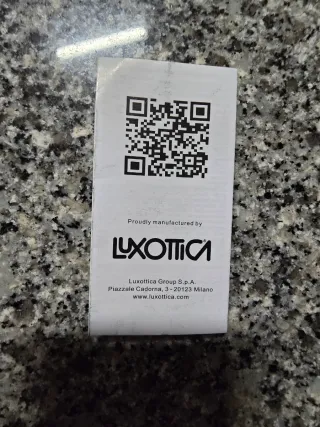 Proudly manufactured by
LUXOTTICA
Luxottica Group S.p.A.
Piazzale Cadorna, 3 - 20123 Milano
www.luxottica.com